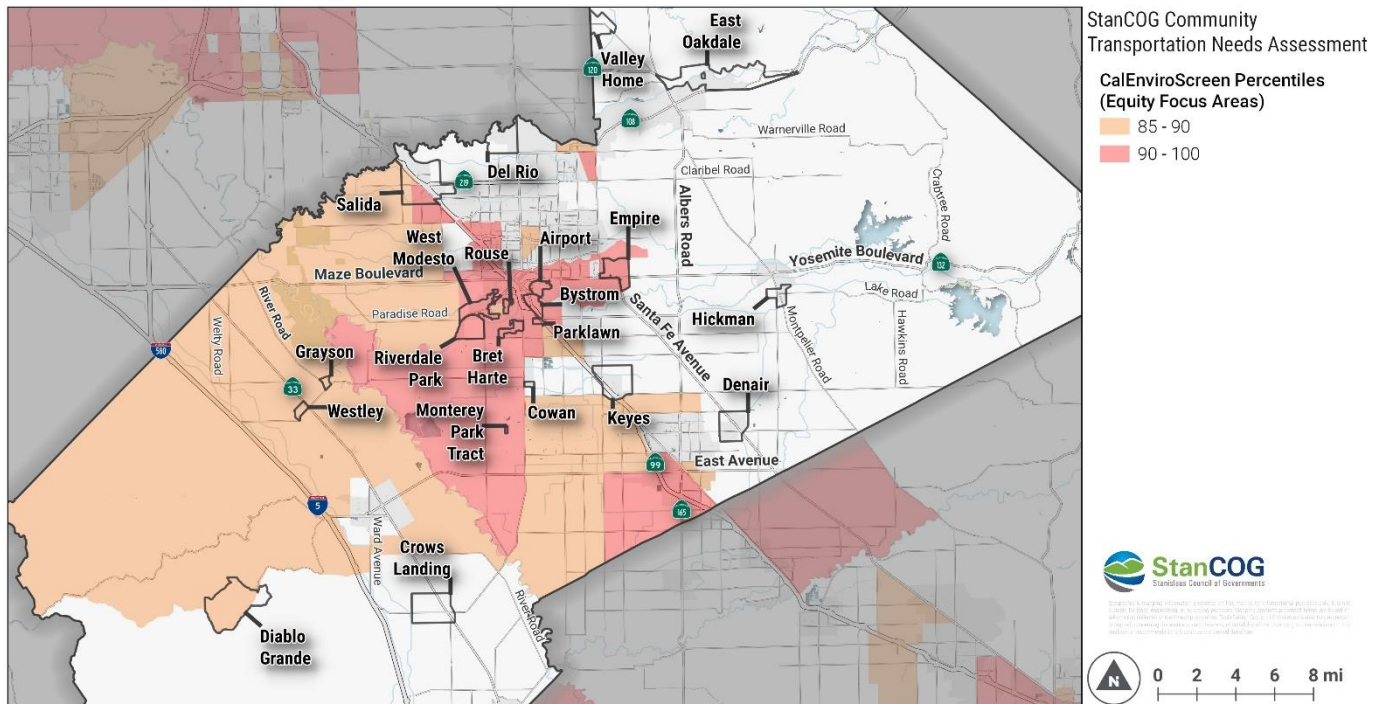 StanCOG Community
Transportation Needs Assessment
CalEnviroScreen Percentiles
(Equity Focus Areas)
85 - 90
90 - 100
East
Oakdale
Valley
Home
120
108
Warnerville Road
Del Rio
219
Claribel Road
Salida
Albers Road
Crabtree Road
Empire
West
Modesto
Rouse
Airport
Maze Boulevard
Yosemite Boulevard
132
River Road
Bystrom
Lake Road
Paradise Road
Santa Fe Avenue
Hickman
Welty Road
Parklawn
Montpelier Road
Hawkins Road
580
Grayson
Riverdale
Park
Bret
Harte
33
Denair
Westley
Monterey
Park
Tract
Cowan
Keyes
99
East Avenue
5
165
Ward Avenue
Crows
Landing
River Road
Diablo
Grande
StanCOG
Stanislaus Council of Governments
N
0 2 4 6 8 mi